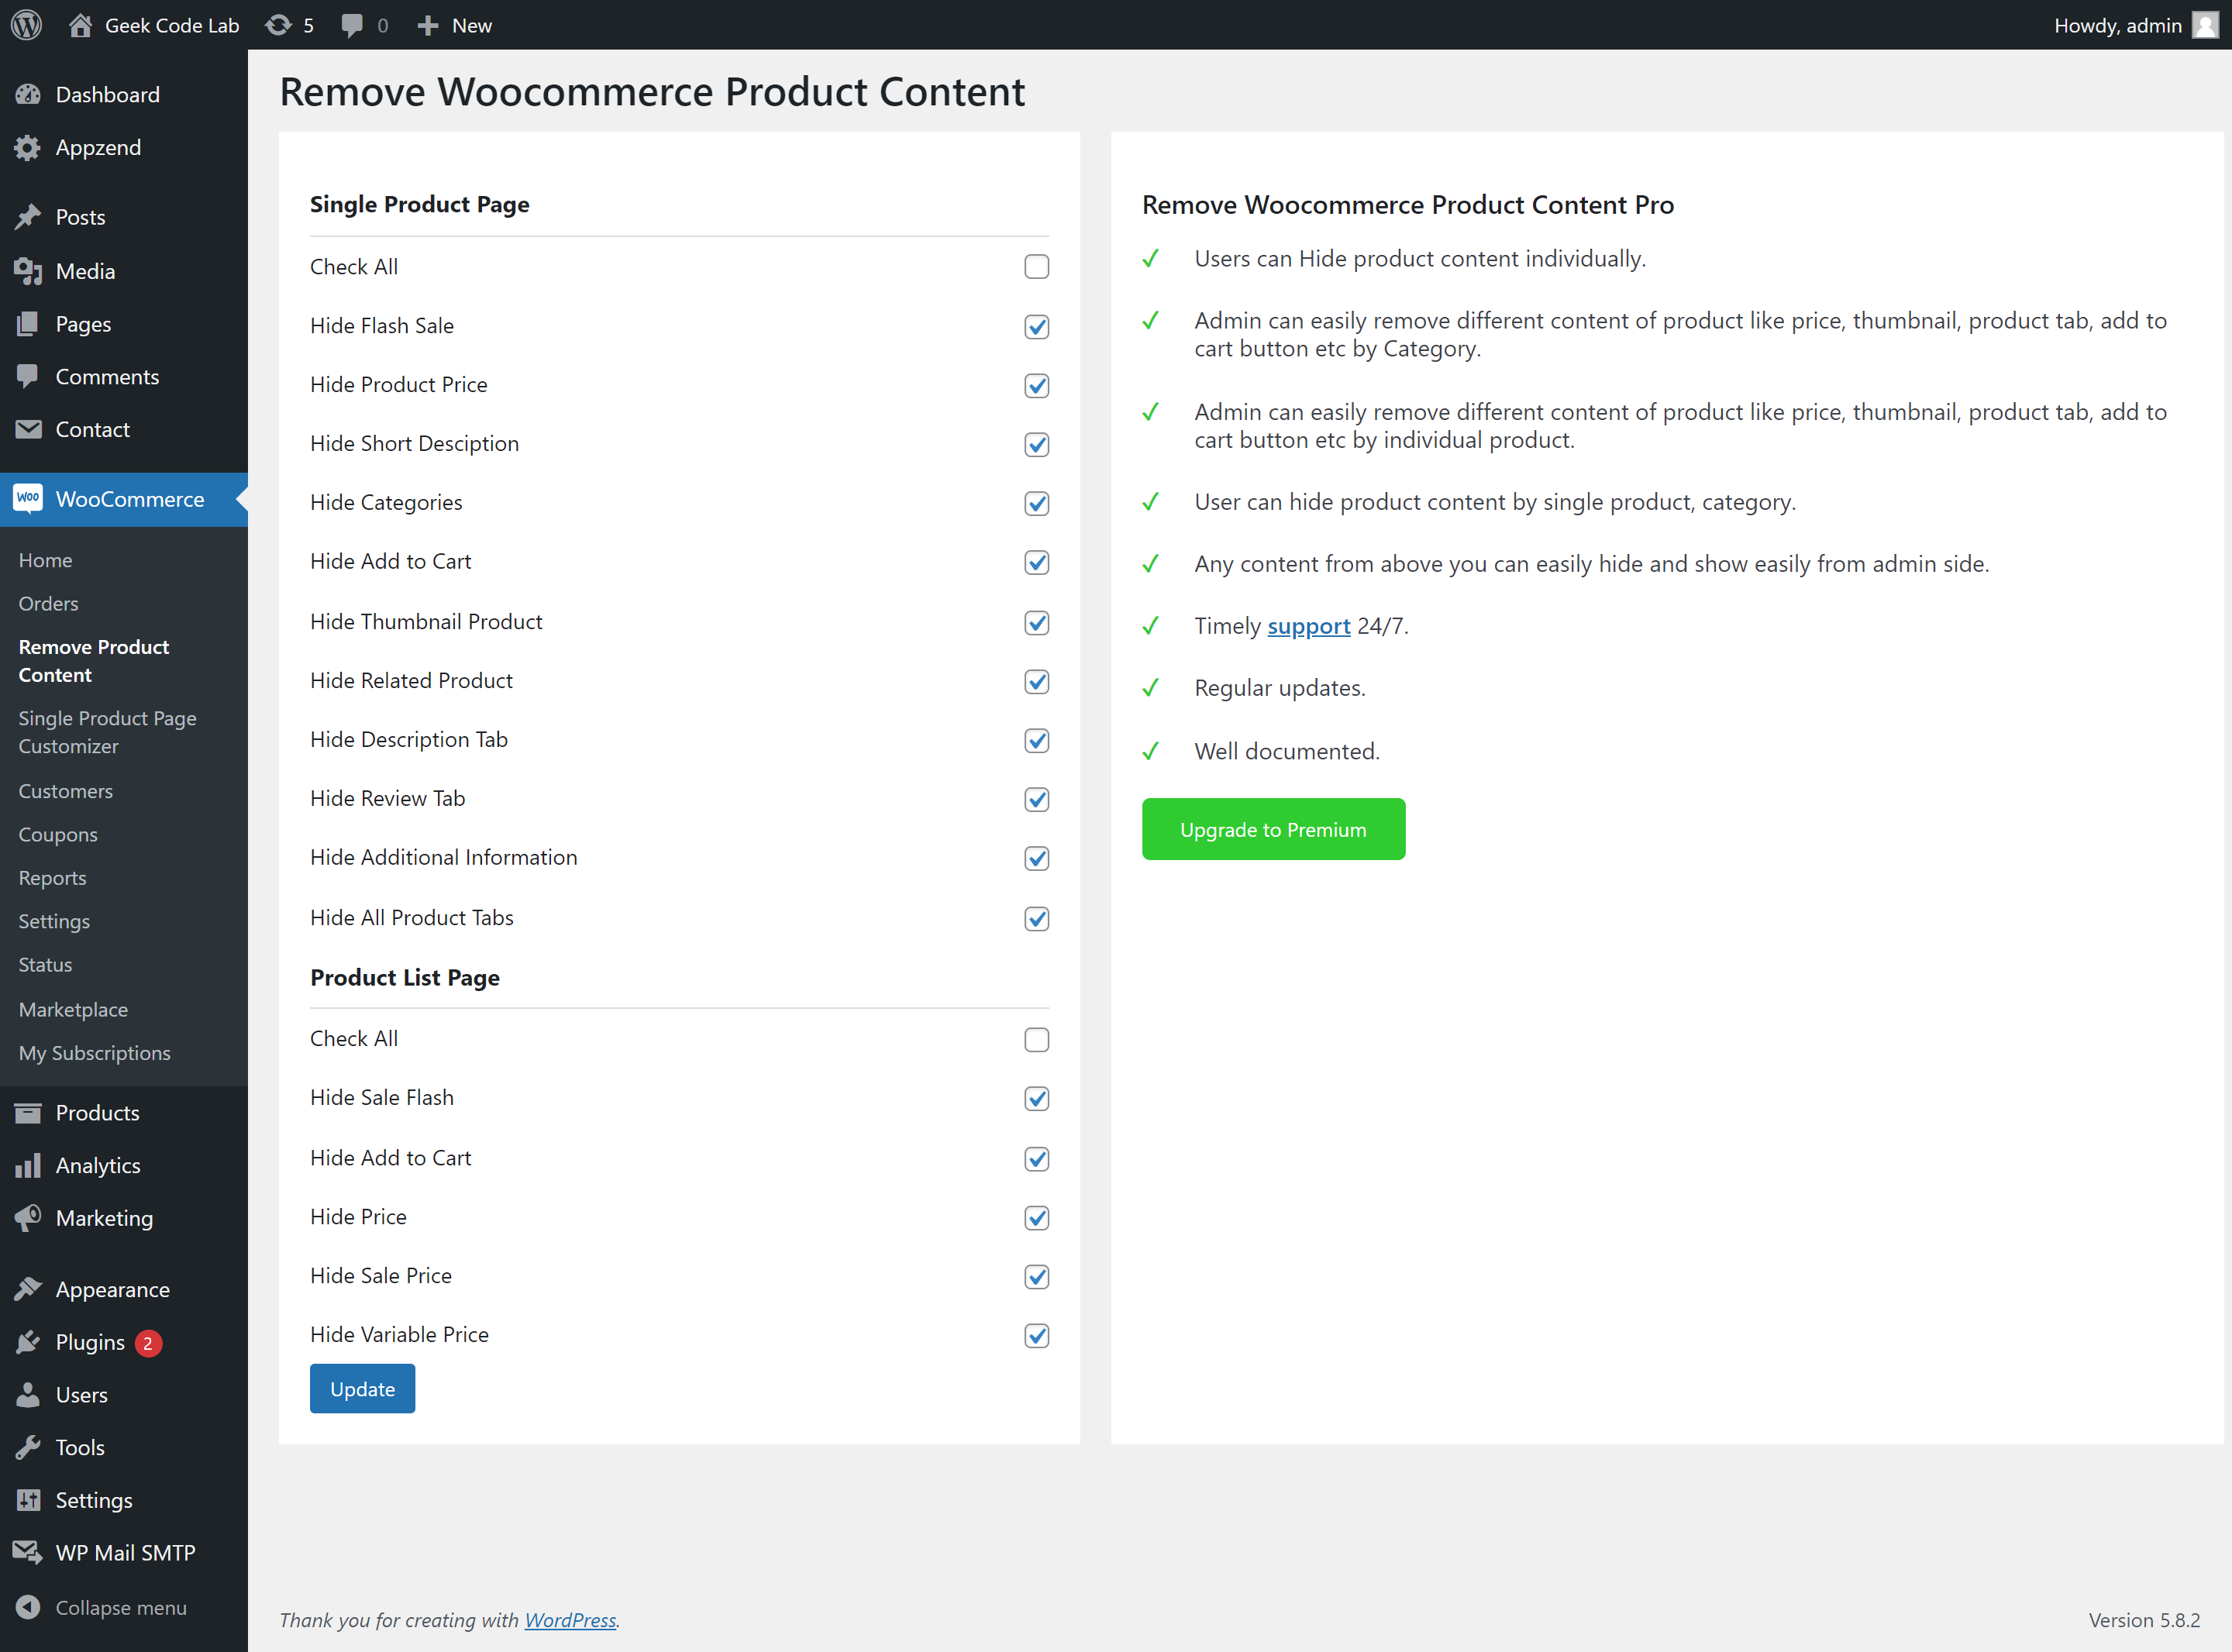 Geek Code Lab 5 0 New Howdy, admin
Dashboard
Appzend
Posts
Media
Pages
Comments
Contact
woo WooCommerce
Home
Orders
Remove Product
Content
Single Product Page
Customizer
Customers
Coupons
Reports
Settings
Status
Marketplace
My Subscriptions
Products
Analytics
Marketing
Appearance
Plugins 2
Users
Tools
Settings
WP Mail SMTP
Collapse menu
Remove Woocommerce Product Content
Single Product Page
Check All
Hide Flash Sale
Hide Product Price
Hide Short Desciption
Hide Categories
Hide Add to Cart
Hide Thumbnail Product
Hide Related Product
Hide Description Tab
Hide Review Tab
Hide Additional Information
Hide All Product Tabs
Product List Page
Check All
Hide Sale Flash
Hide Add to Cart
Hide Price
Hide Sale Price
Hide Variable Price
Update
Remove Woocommerce Product Content Pro
Users can Hide product content individually.
Admin can easily remove different content of product like price, thumbnail, product tab, add to
cart button etc by Category.
Admin can easily remove different content of product like price, thumbnail, product tab, add to
cart button etc by individual product.
User can hide product content by single product, category.
Any content from above you can easily hide and show easily from admin side.
Timely support 24/7.
Regular updates.
Well documented.
Upgrade to Premium
Thank you for creating with WordPress.
Version 5.8.2